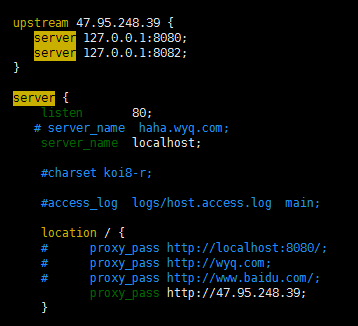 upstream 47.95.248.39 {
   server 127.0.0.1:8080;
   server 127.0.0.1:8082;
}
server {
    listen       80;
   # server_name  haha.wyq.com;
    server_name  localhost;
    #charset koi8-r;
    #access_log  logs/host.access.log  main;
    location / {
    #      proxy_pass http://localhost:8080/;
    #      proxy_pass http://wyq.com;
    #      proxy_pass http://www.baidu.com/;
           proxy_pass http://47.95.248.39;
    }